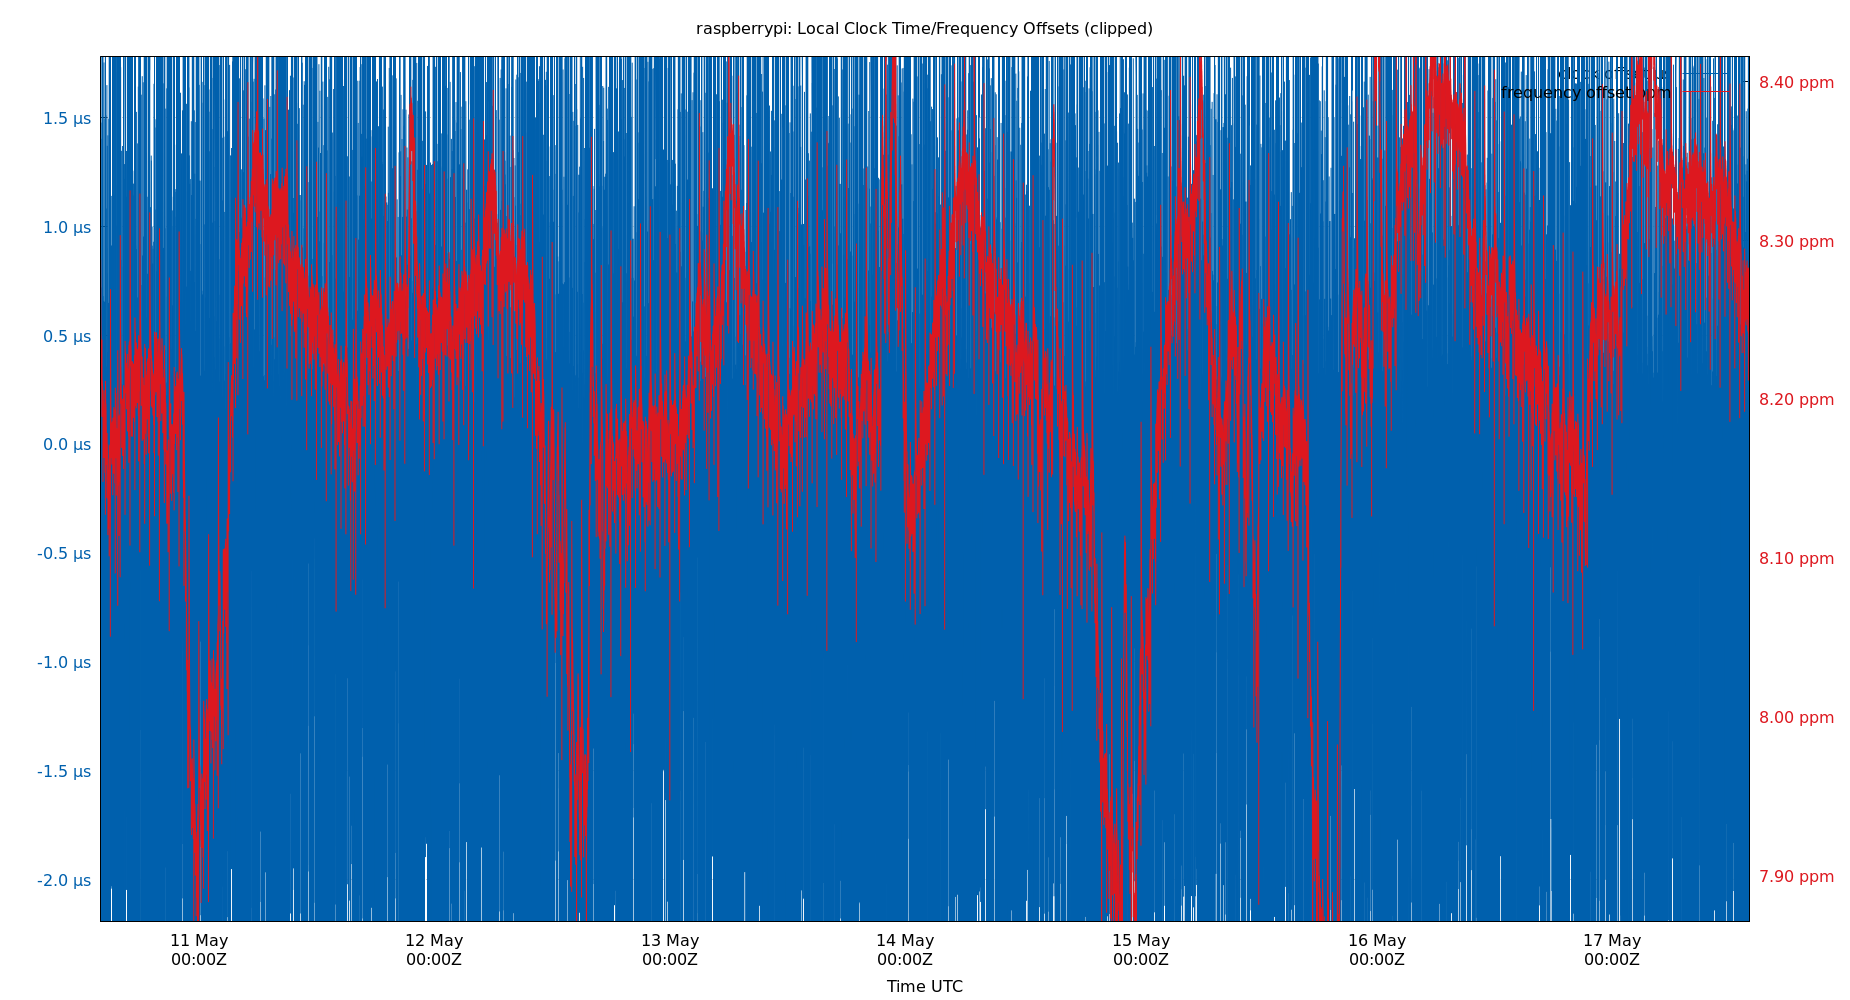 raspberrypi: Local Clock Time/Frequency Offsets (clipped)
clock offset
frequency offset ppm
1.5 µs
1.0 µs
0.5 µs
0.0 µs
-0.5 µs
-1.0 µs
-1.5 µs
-2.0 µs
8.40 ppm
8.30 ppm
8.20 ppm
8.10 ppm
8.00 ppm
7.90 ppm
11 May
00:00Z
12 May
00:00Z
13 May
00:00Z
14 May
00:00Z
15 May
00:00Z
16 May
00:00Z
17 May
00:00Z
Time UTC